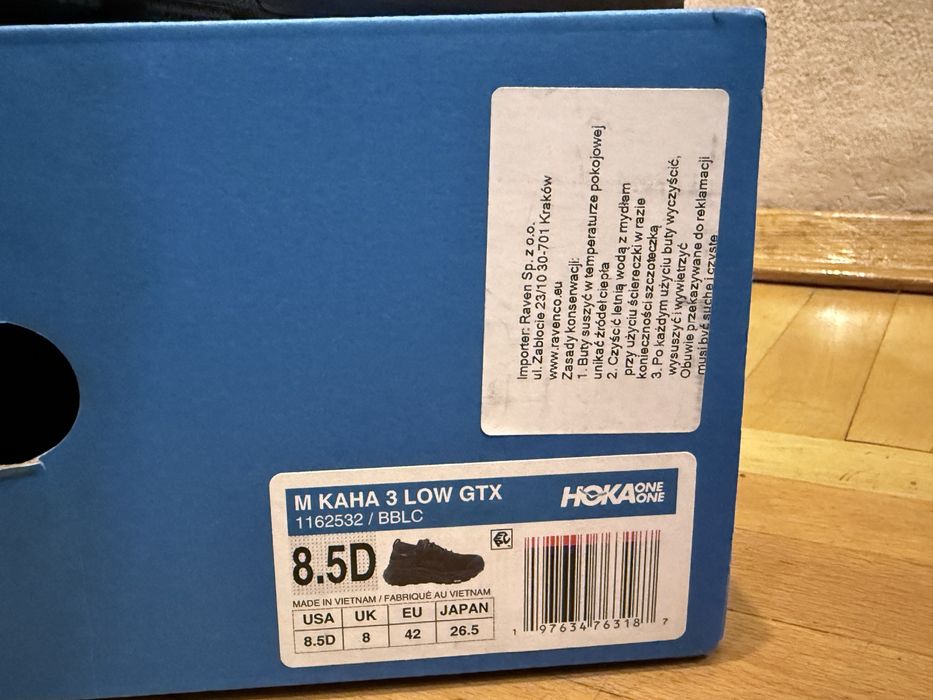 Importer: Raven Sp. z o.o.
ul. Zabłocie 23/10 30-701 Kraków
www.ravenco.eu
Zasady konserwacji:
1. Buty suszyć w temperaturze pokojowej
unikać źródeł ciepła
2. Czyścić letnią wodą z mydłem
przy użyciu ściereczki w razie
konieczności szczoteczką
3. Po każdym użyciu buty wyczyścić,
wysuszyć i wywietrzyć
Obuwie przekazywane do reklamacji
musi być suche i czyste
M KAHA 3 LOW GTX
HOKA ONE ONE
1162532 / BBLC
8.5D
MADE IN VIETNAM / FABRIQUÉ AU VIETNAM
USA UK EU JAPAN
8.5D 8 42 26.5
1 97634 76318 7